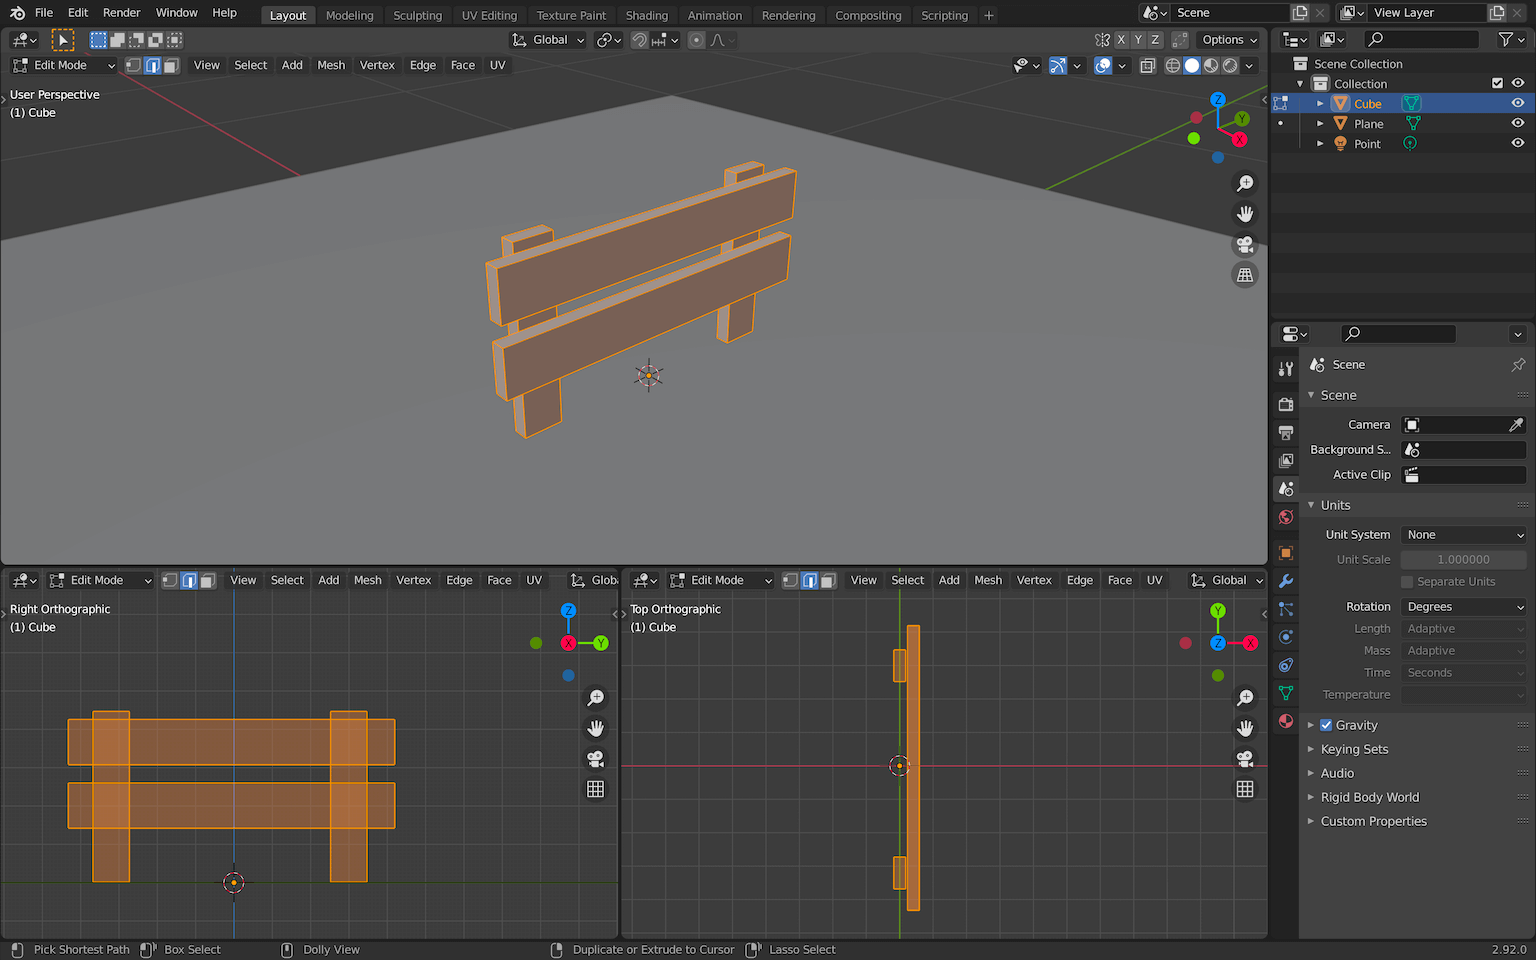 File Edit Render Window Help Layout Modeling Sculpting UV Editing Texture Paint Shading Animation Rendering Compositing Scripting + Scene View Layer
Global X Y Z Options
Edit Mode View Select Add Mesh Vertex Edge Face UV
User Perspective
(1) Cube
Z
Y
X
Scene Collection
Collection
Cube
Plane
Point
Scene
Scene
Camera
Background S...
Active Clip
Units
Unit System None
Unit Scale 1.000000
Separate Units
Rotation Degrees
Length Adaptive
Mass Adaptive
Time Seconds
Temperature
Gravity
Keying Sets
Audio
Rigid Body World
Custom Properties
Edit Mode View Select Add Mesh Vertex Edge Face UV Globa
Right Orthographic
(1) Cube
Z
X Y
Edit Mode View Select Add Mesh Vertex Edge Face UV Global
Top Orthographic
(1) Cube
Y
Z X
Pick Shortest Path Box Select Dolly View Duplicate or Extrude to Cursor Lasso Select 2.92.0